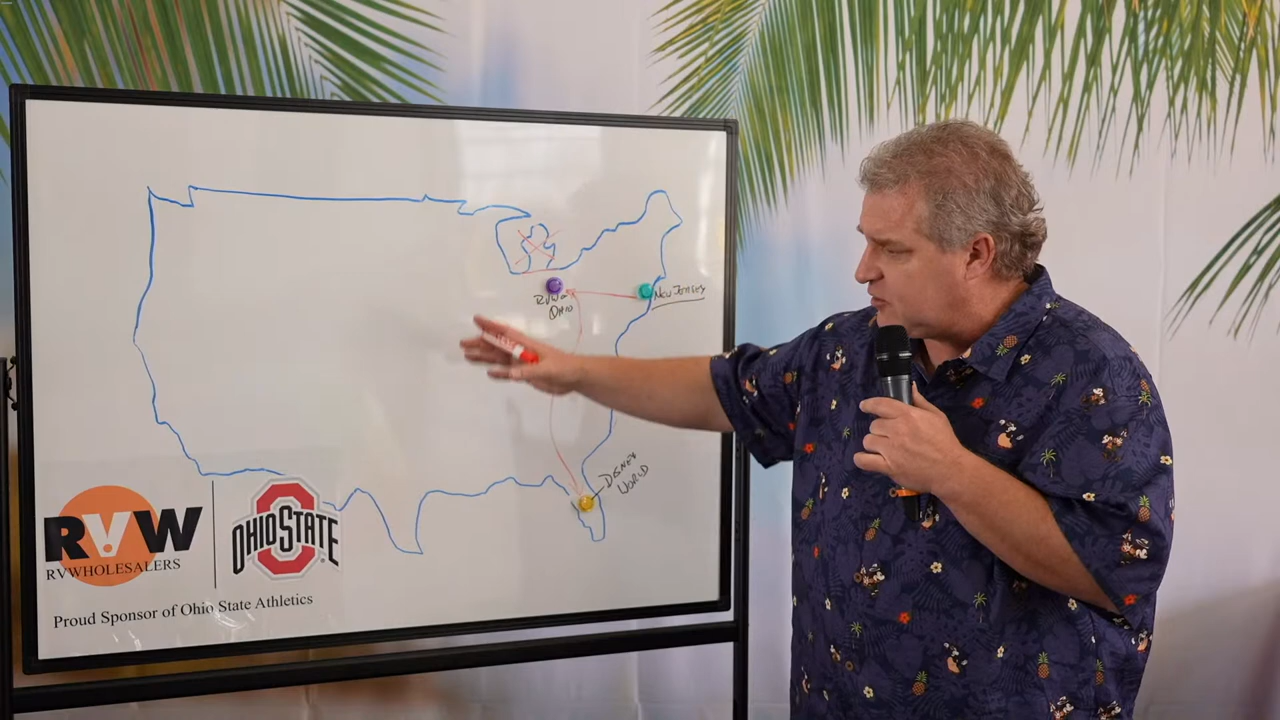 New Jersey
RVW
OHIO
DISNEY
WORLD
RVW
RVWHOLESALERS
OHIO STATE
Proud Sponsor of Ohio State Athletics